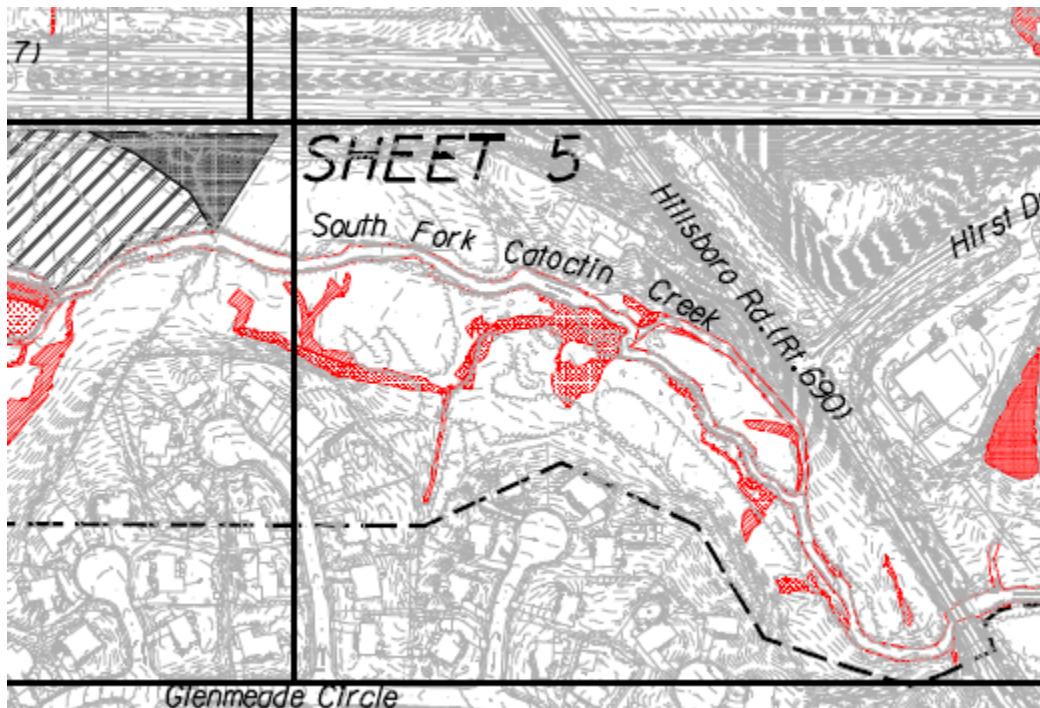 7)
SHEET 5
South Fork Catoctin Creek
Hillsboro Rd.(Rt.690)
Hirst
Glenmeade Circle